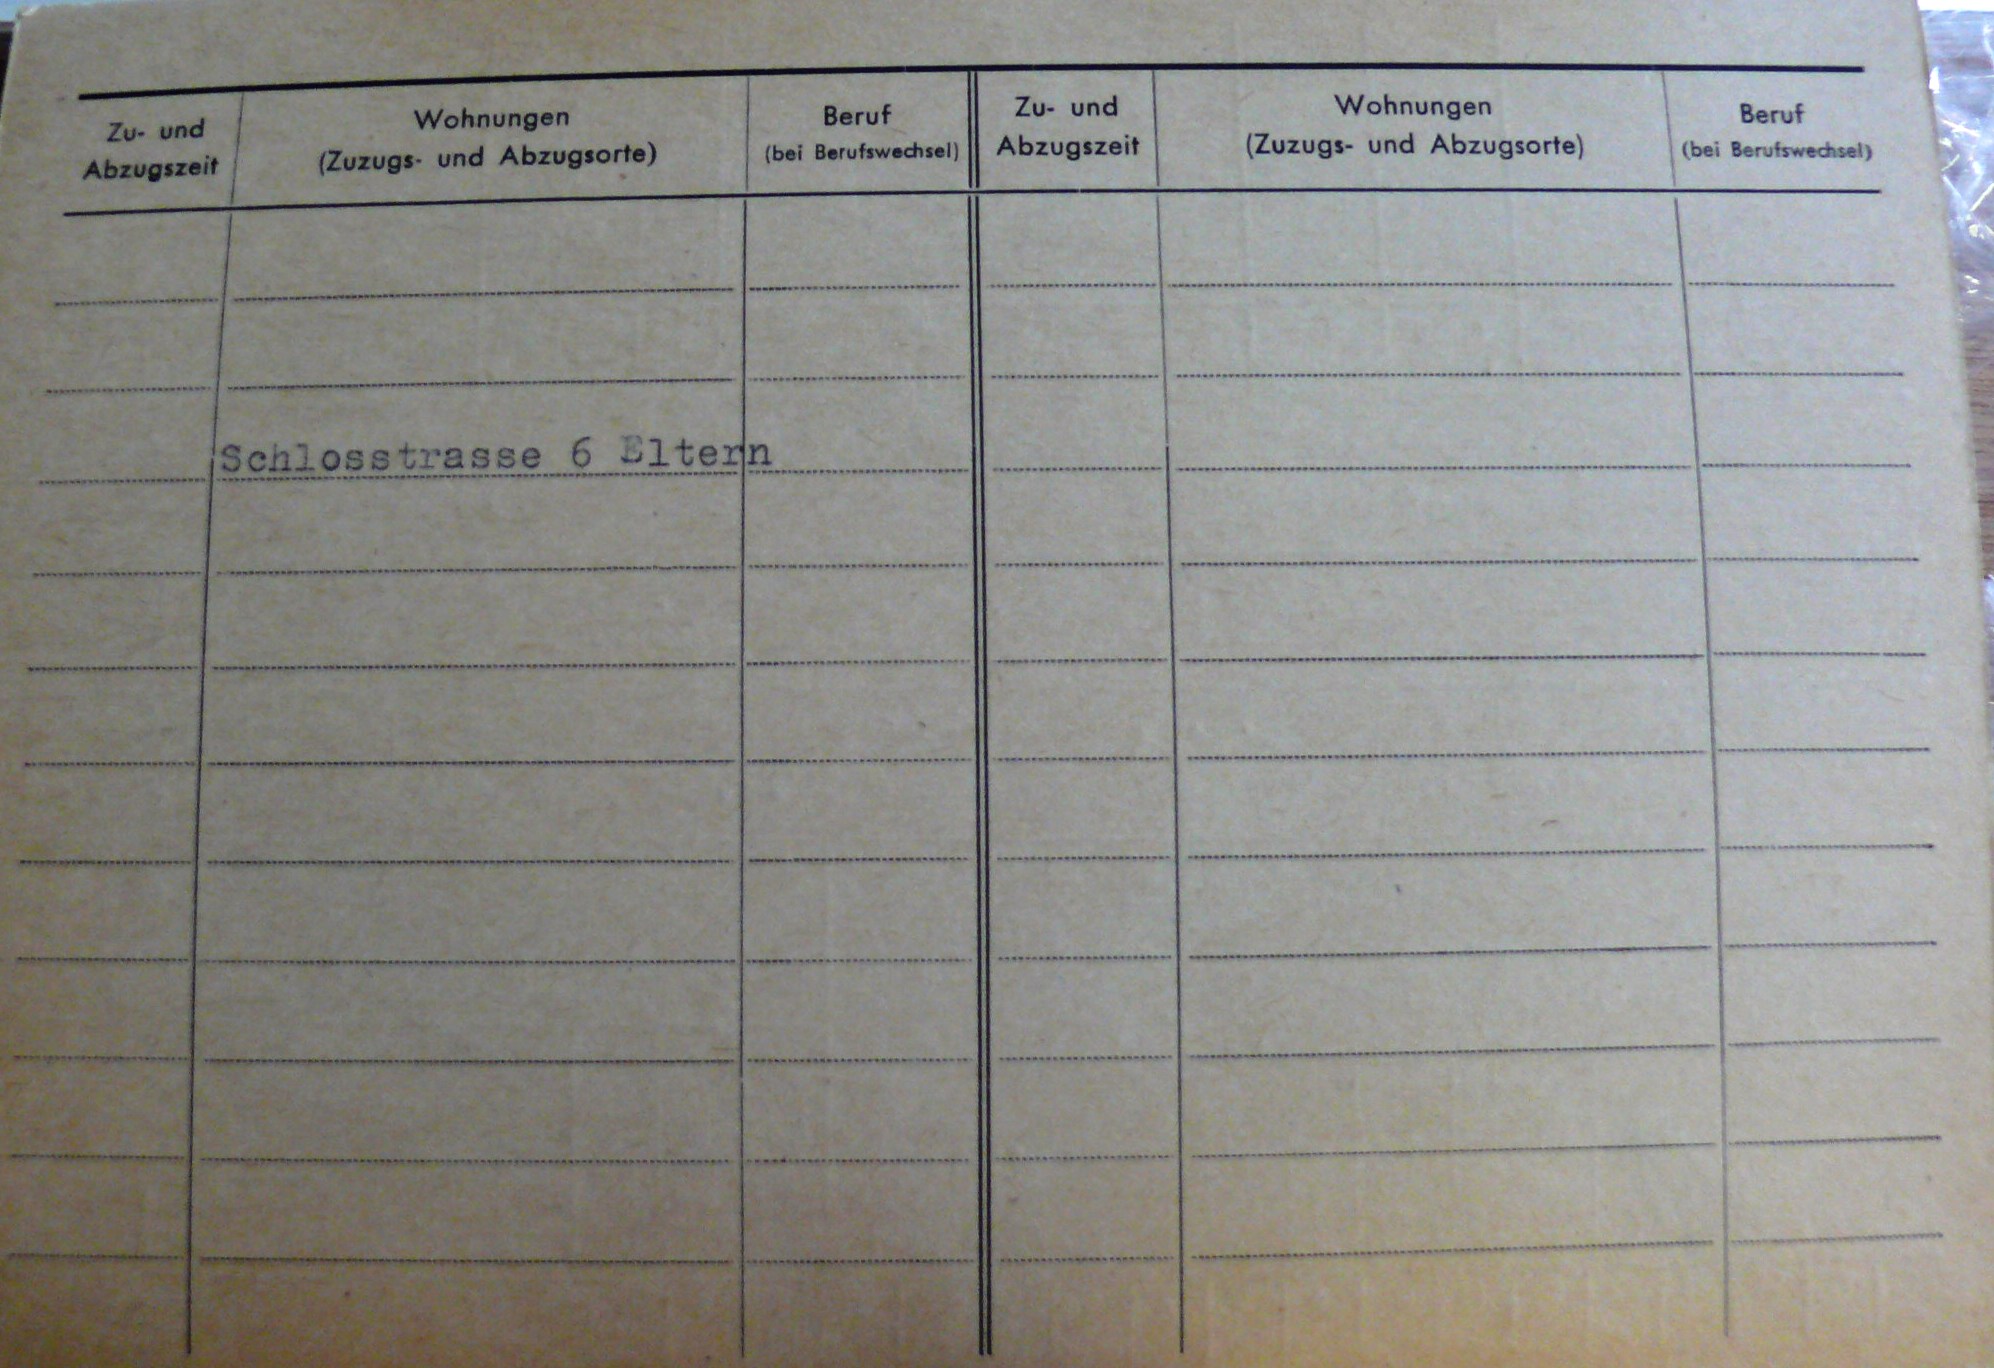 Zu- und
Abzugszeit
Wohnungen
(Zuzugs- und Abzugsorte)
Beruf
(bei Berufswechsel)
Zu- und
Abzugszeit
Wohnungen
(Zuzugs- und Abzugsorte)
Beruf
(bei Berufswechsel)
Schlosstrasse 6 Eltern